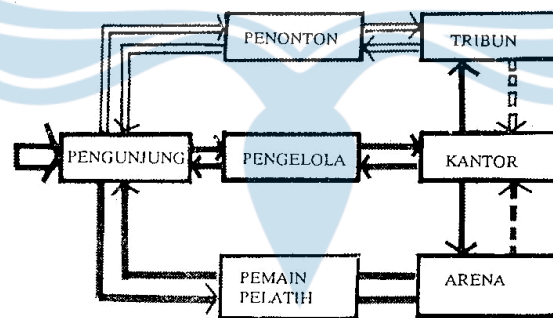 PENONTON
TRIBUN
PENGUNJUNG
PENGELOLA
KANTOR
PEMAIN
PELATIH
ARENA